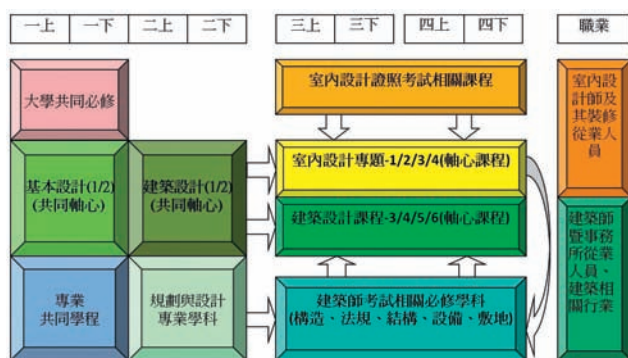 一上 一下 二上 二下 三上 三下 四上 四下 職業
大學共同必修
基本設計(1/2)
(共同軸心)
建築設計(1/2)
(共同軸心)
專業
共同學程
規劃與設計
專業學科
室內設計證照考試相關課程
室內設計專題-1/2/3/4(軸心課程)
建築設計課程-3/4/5/6(軸心課程)
建築師考試相關必修學科
(構造、法規、結構、設備、敷地)
室內設
計師及
其裝修
從業人
員
建築師
暨事務
所從業
人員、
建築相
關行業